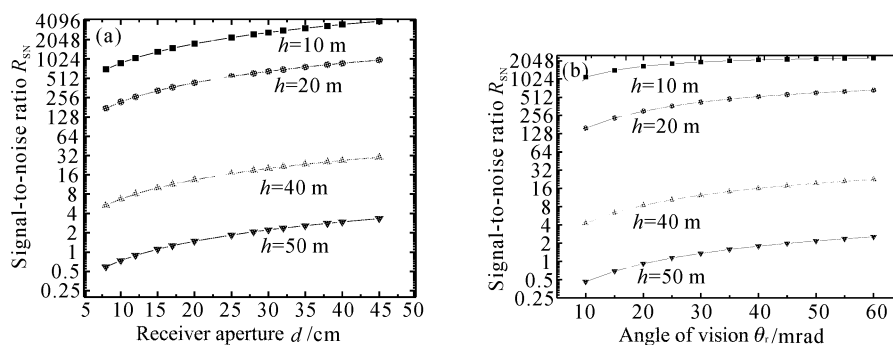 Signal-to-noise ratio R_SN
4096
2048
1024
512
256
128
64
32
16
8
4
2
1
0.5
0.25
(a)
h=10 m
h=20 m
h=40 m
h=50 m
5 10 15 20 25 30 35 40 45 50
Receiver aperture d /cm
Signal-to-noise ratio R_SN
2048
1024
512
256
128
64
32
16
8
4
2
1
0.5
0.25
(b)
h=10 m
h=20 m
h=40 m
h=50 m
10 20 30 40 50 60
Angle of vision θ_r/mrad